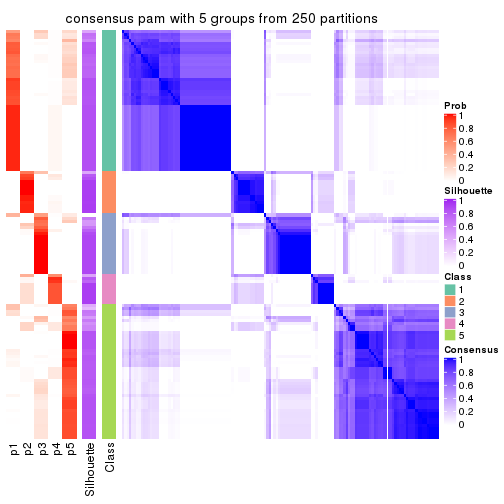 consensus pam with 5 groups from 250 partitions
Prob
1
0.8
0.6
0.4
0.2
0
Silhouette
1
0.8
0.6
0.4
0.2
0
Class
1
2
3
4
5
Consensus
1
0.8
0.6
0.4
0.2
0
p1
p2
p3
p4
p5
Silhouette
Class